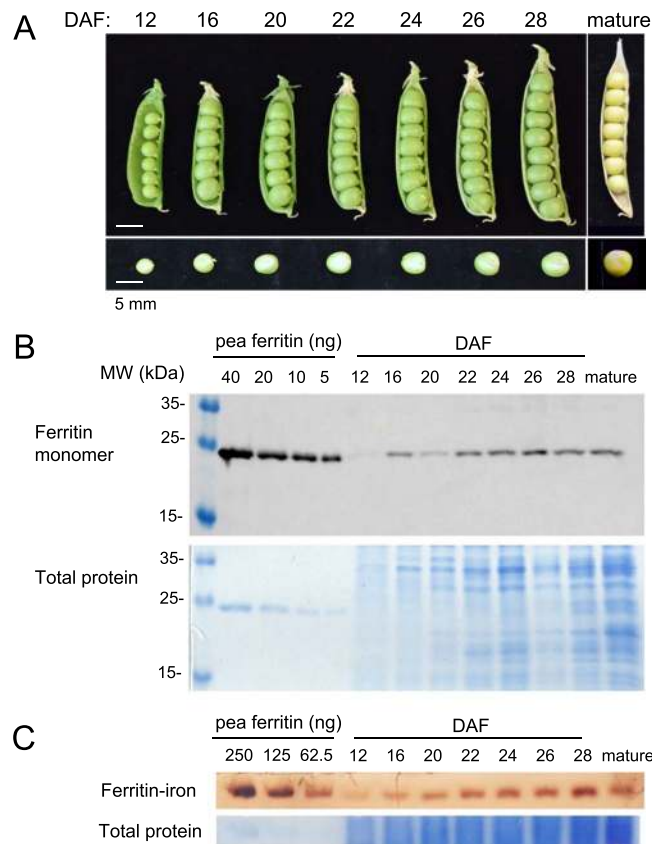 A
DAF: 12 16 20 22 24 26 28 mature
5 mm
B
pea ferritin (ng) DAF
MW (kDa) 40 20 10 5 12 16 20 22 24 26 28 mature
35-
Ferritin monomer
25-
15-
Total protein
35-
25-
15-
C
pea ferritin (ng) DAF
250 125 62.5 12 16 20 22 24 26 28 mature
Ferritin-iron
Total protein